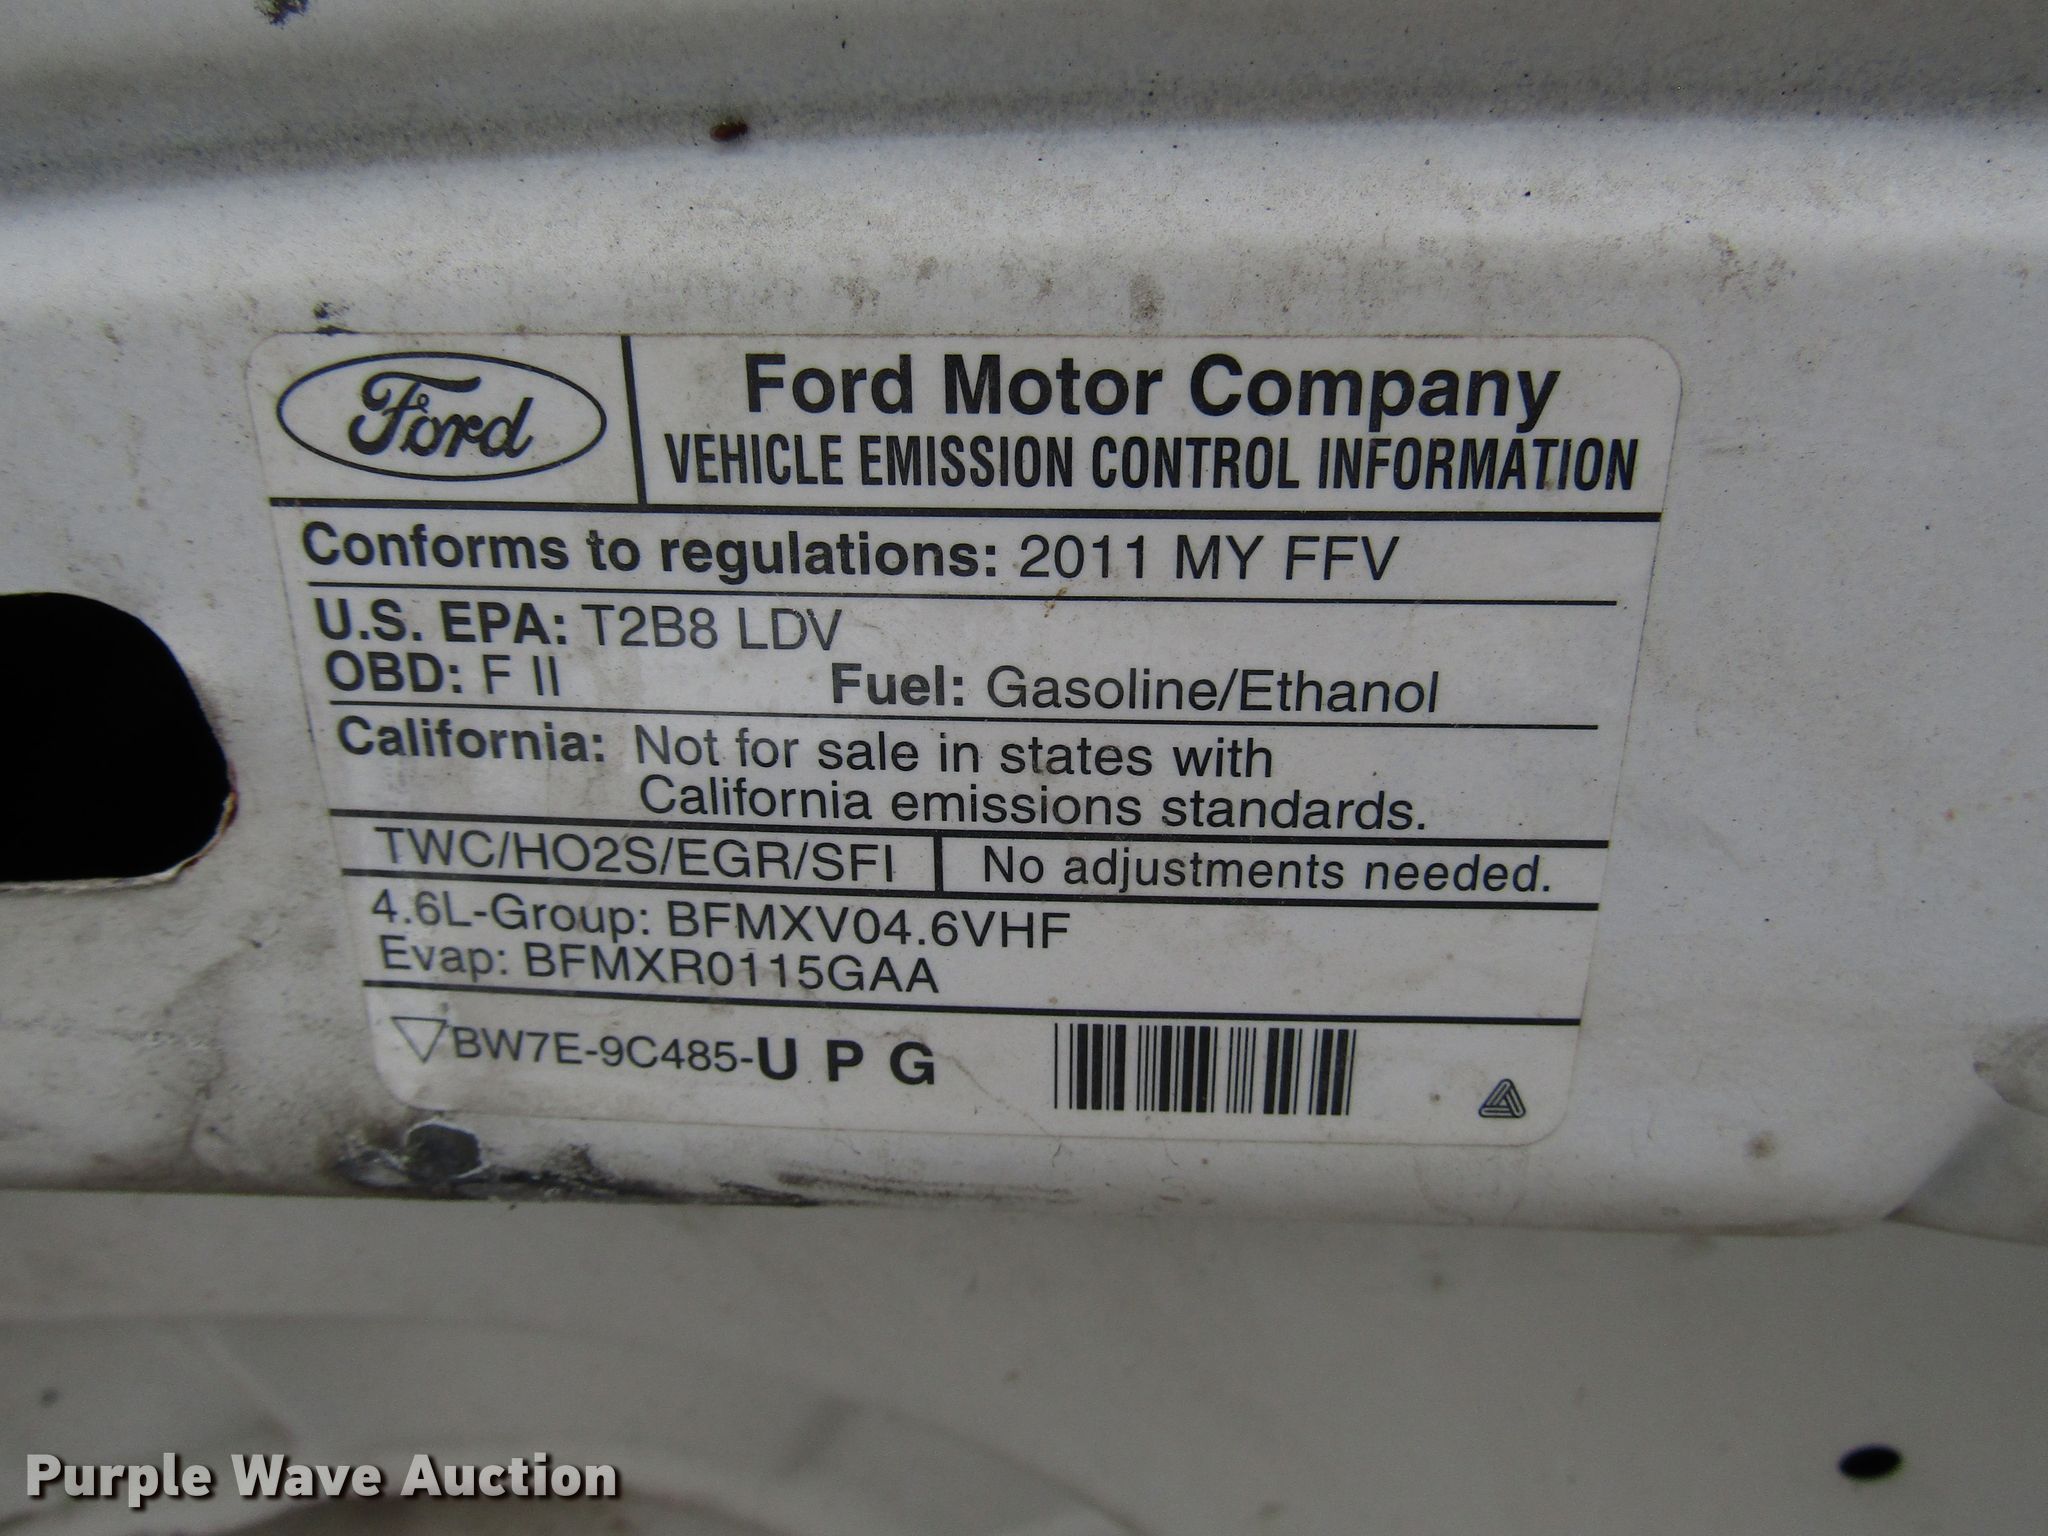 Ford
Ford Motor Company
VEHICLE EMISSION CONTROL INFORMATION
Conforms to regulations: 2011 MY FFV
U.S. EPA: T2B8 LDV
OBD: F II Fuel: Gasoline/Ethanol
California: Not for sale in states with
California emissions standards.
TWC/HO2S/EGR/SFI No adjustments needed.
4.6L-Group: BFMXV04.6VHF
Evap: BFMXR0115GAA
BW7E-9C485-U P G
Purple Wave Auction